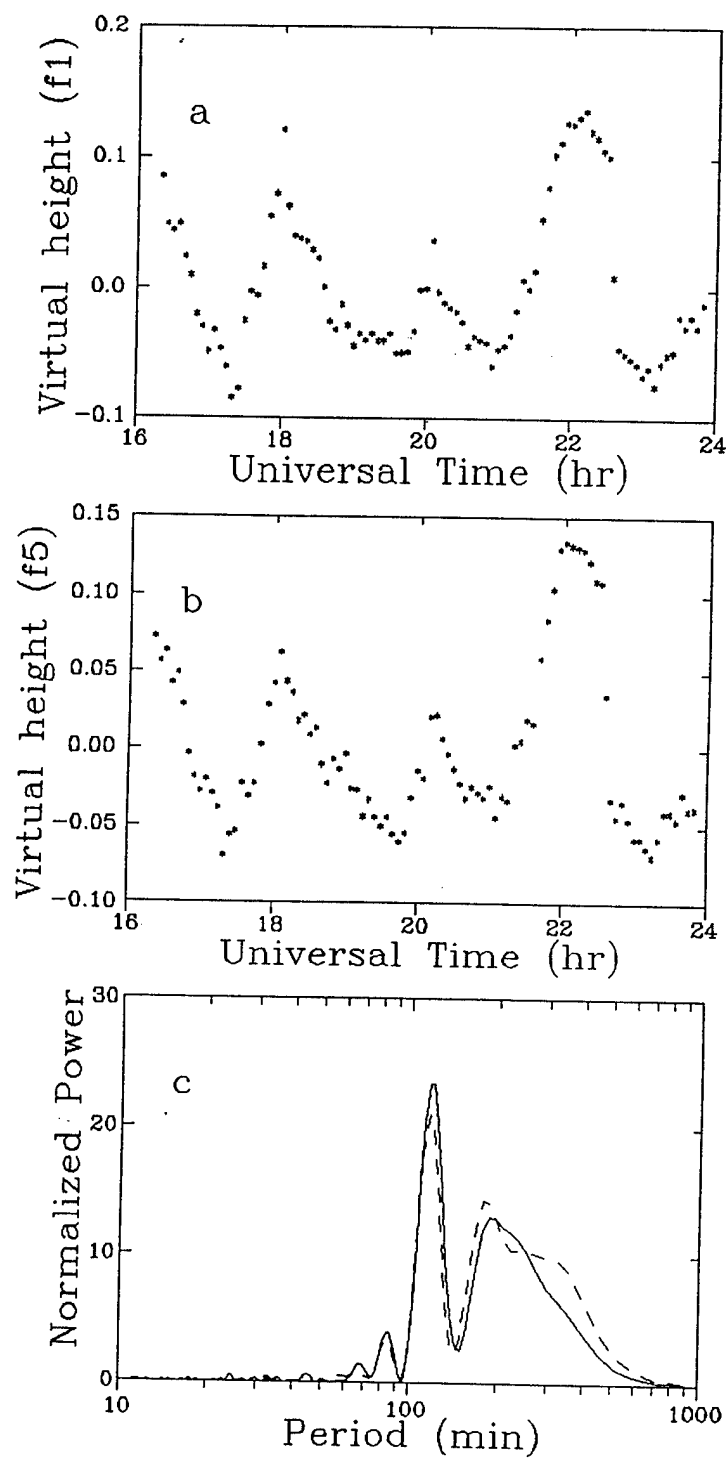 0.2
0.1
0.0
−0.1
Virtual height (f1)
a
16 18 20 22 24
Universal Time (hr)
0.15
0.10
0.05
0.00
−0.05
−0.10
Virtual height (f5)
b
16 18 20 22 24
Universal Time (hr)
30
20
10
0
Normalized Power
c
10 100 1000
Period (min)